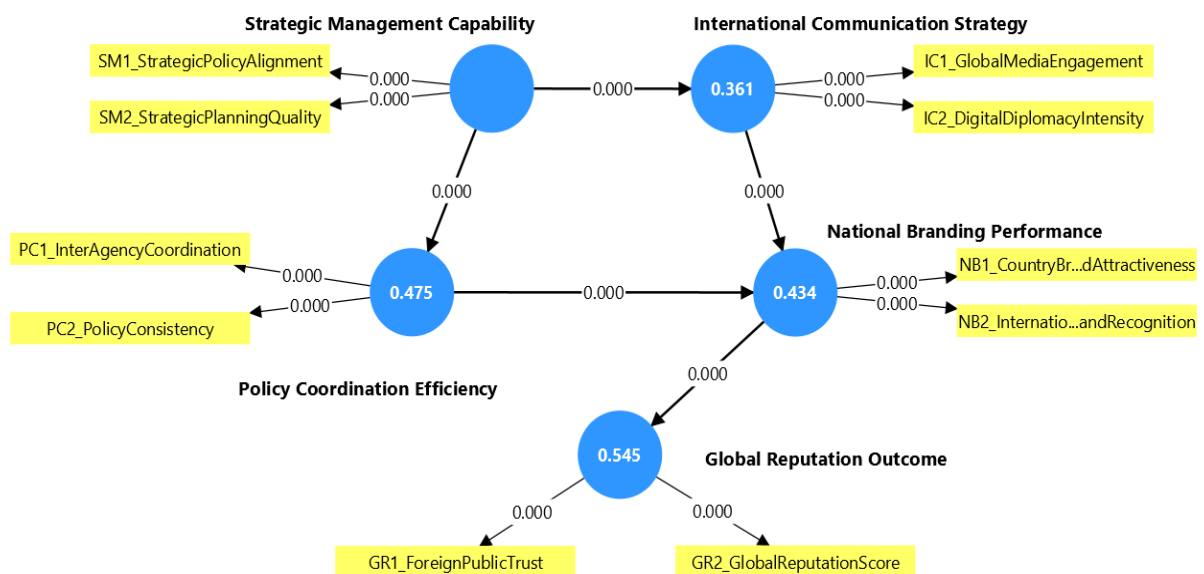 Strategic Management Capability
International Communication Strategy
SM1_StrategicPolicyAlignment
0.000
0.000
SM2_StrategicPlanningQuality
0.000
0.361
0.000
0.000
IC1_GlobalMediaEngagement
IC2_DigitalDiplomacyIntensity
0.000
0.000
PC1_InterAgencyCoordination
0.000
0.000
PC2_PolicyConsistency
0.475
0.000
National Branding Performance
0.434
0.000
0.000
NB1_CountryBr...dAttractiveness
NB2_Internatio...andRecognition
Policy Coordination Efficiency
0.000
0.545
Global Reputation Outcome
0.000
0.000
GR1_ForeignPublicTrust
GR2_GlobalReputationScore